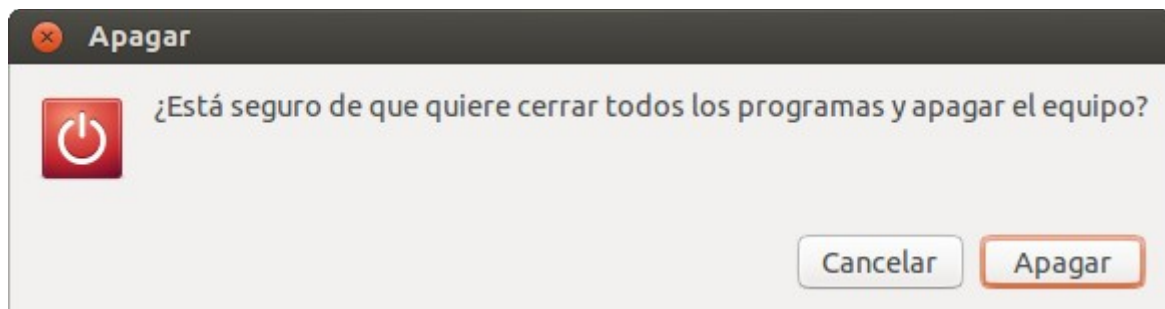 Apagar
¿Está seguro de que quiere cerrar todos los programas y apagar el equipo?
Cancelar
Apagar